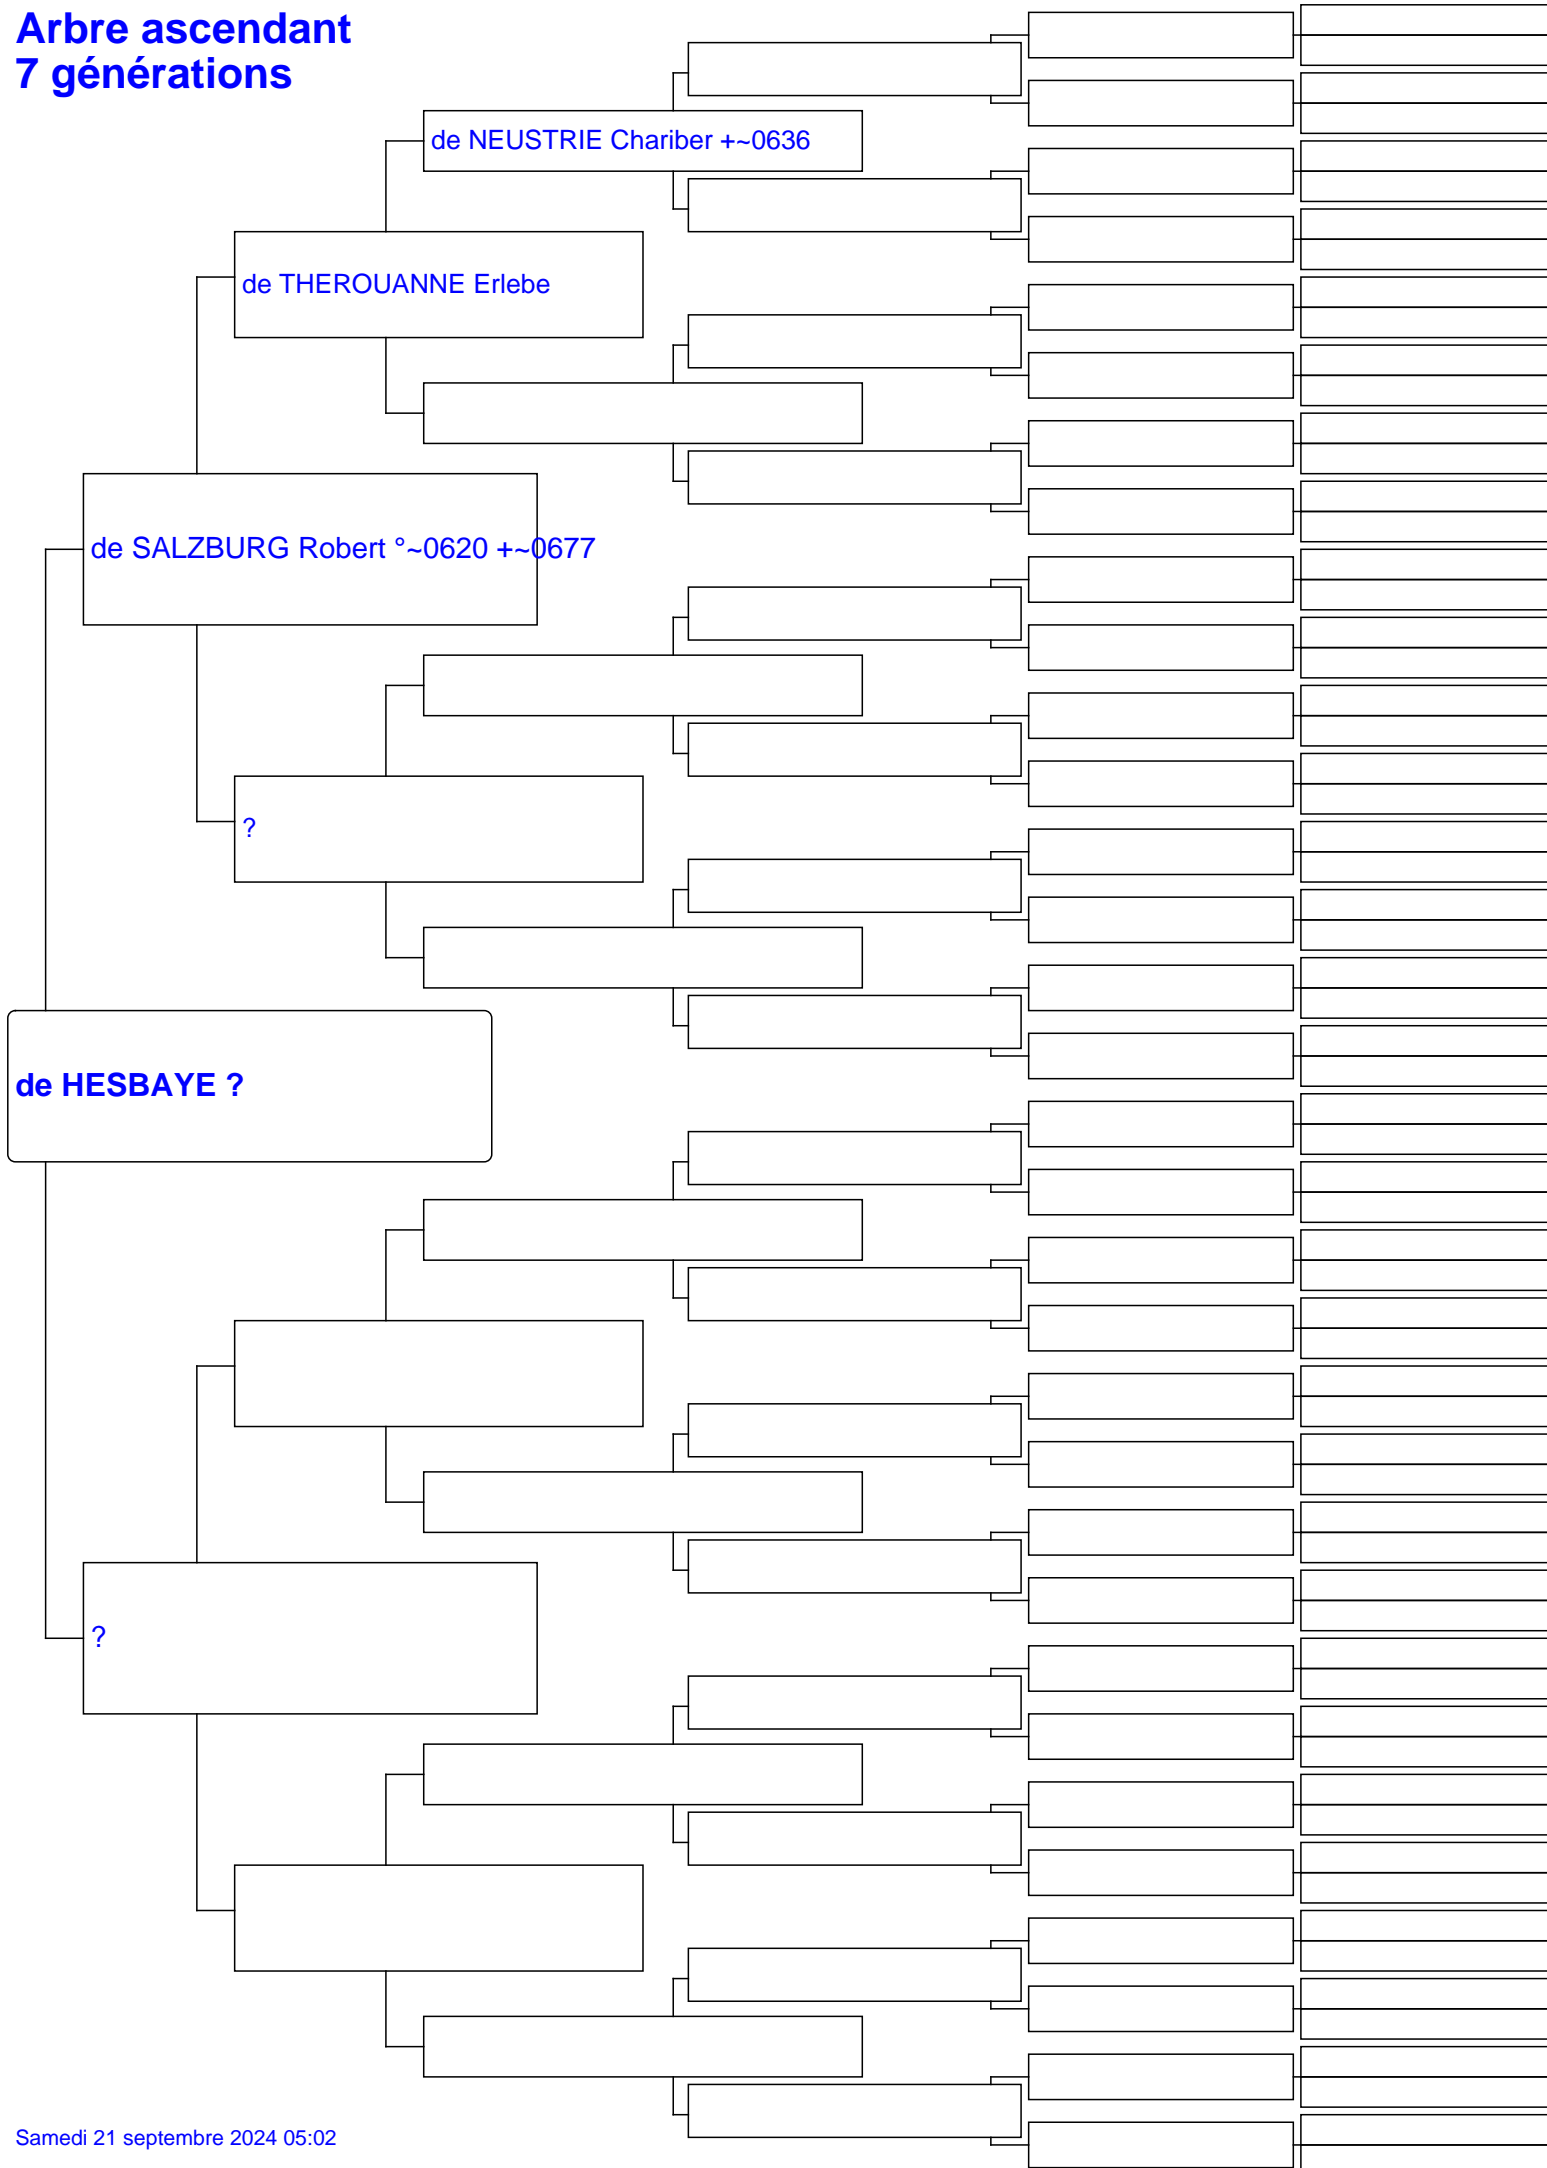 Arbre ascendant
7 générations
de NEUSTRIE Chariber +~0636
de THEROUANNE Erlebe
de SALZBURG Robert °~0620 +~0677
?
de HESBAYE ?
?
Samedi 21 septembre 2024 05:02